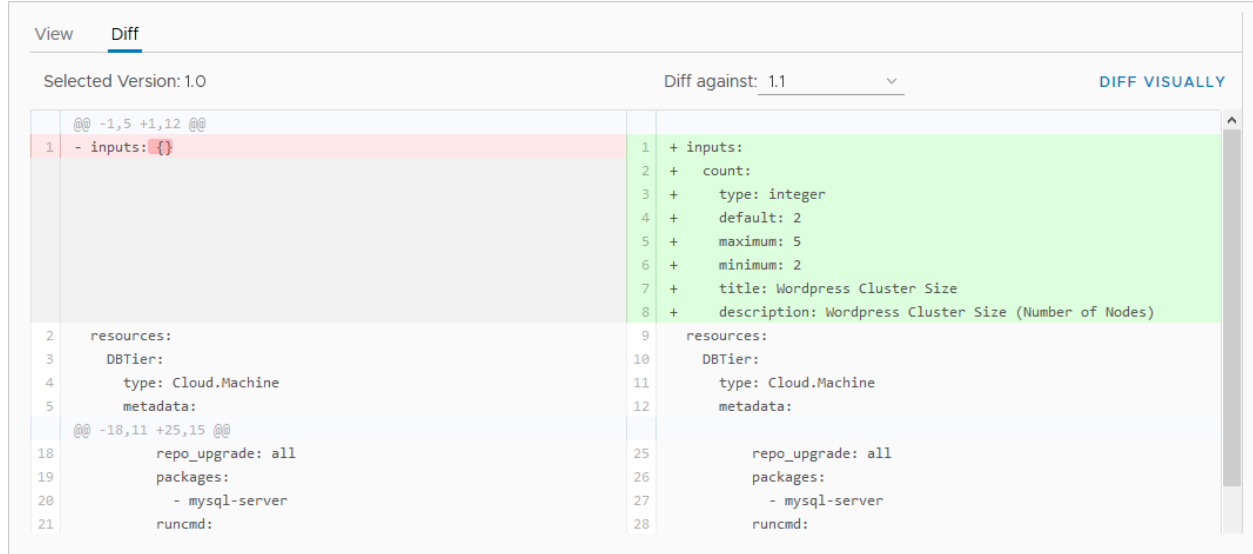 View Diff
Selected Version: 1.0 Diff against: 1.1 DIFF VISUALLY
@@ -1,5 +1,12 @@
1 - inputs: {} 1 + inputs:
2 + count:
3 + type: integer
4 + default: 2
5 + maximum: 5
6 + minimum: 2
7 + title: Wordpress Cluster Size
8 + description: Wordpress Cluster Size (Number of Nodes)
2 resources: 9 resources:
3 DBTier: 10 DBTier:
4 type: Cloud.Machine 11 type: Cloud.Machine
5 metadata: 12 metadata:
@@ -18,11 +25,15 @@
18 repo_upgrade: all 25 repo_upgrade: all
19 packages: 26 packages:
20 - mysql-server 27 - mysql-server
21 runcmd: 28 runcmd: